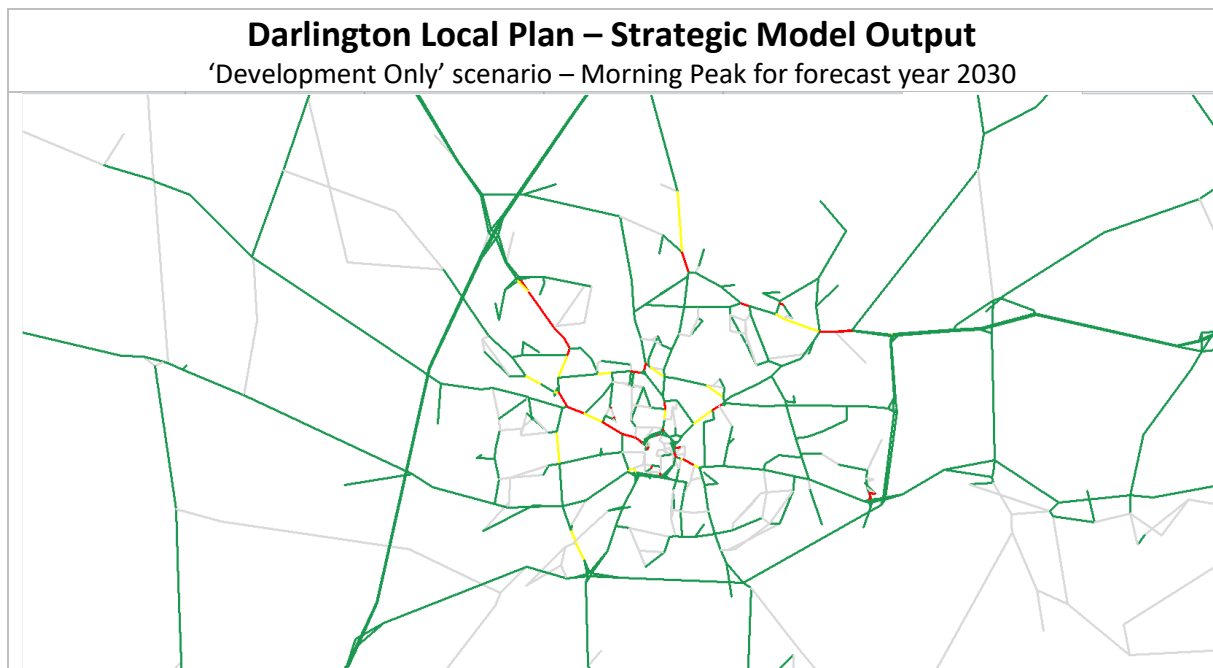 Darlington Local Plan – Strategic Model Output
‘Development Only’ scenario – Morning Peak for forecast year 2030